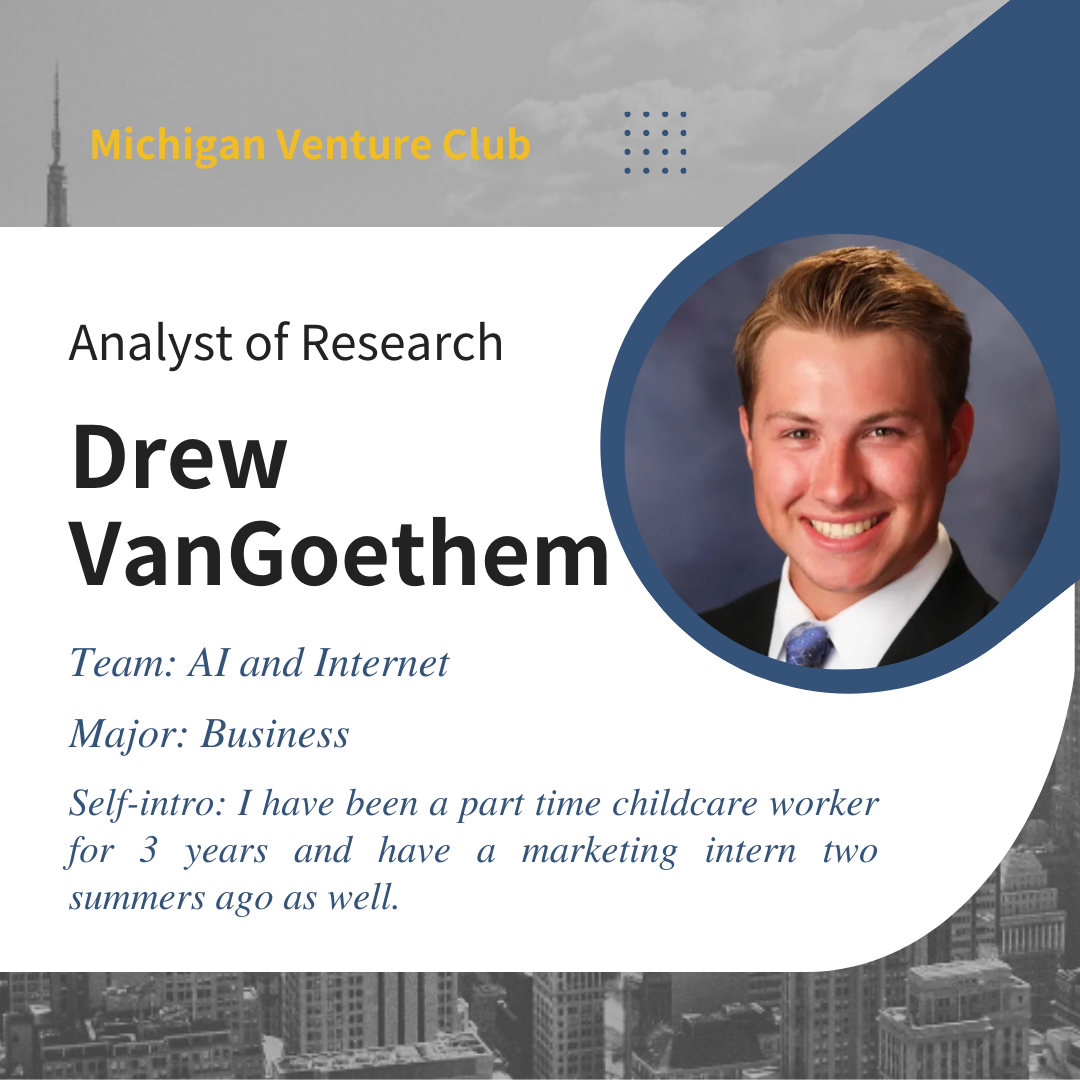 Michigan Venture Club
Analyst of Research
Drew
VanGoethem
Team: AI and Internet
Major: Business
Self-intro: I have been a part time childcare worker
for 3 years and have a marketing intern two
summers ago as well.